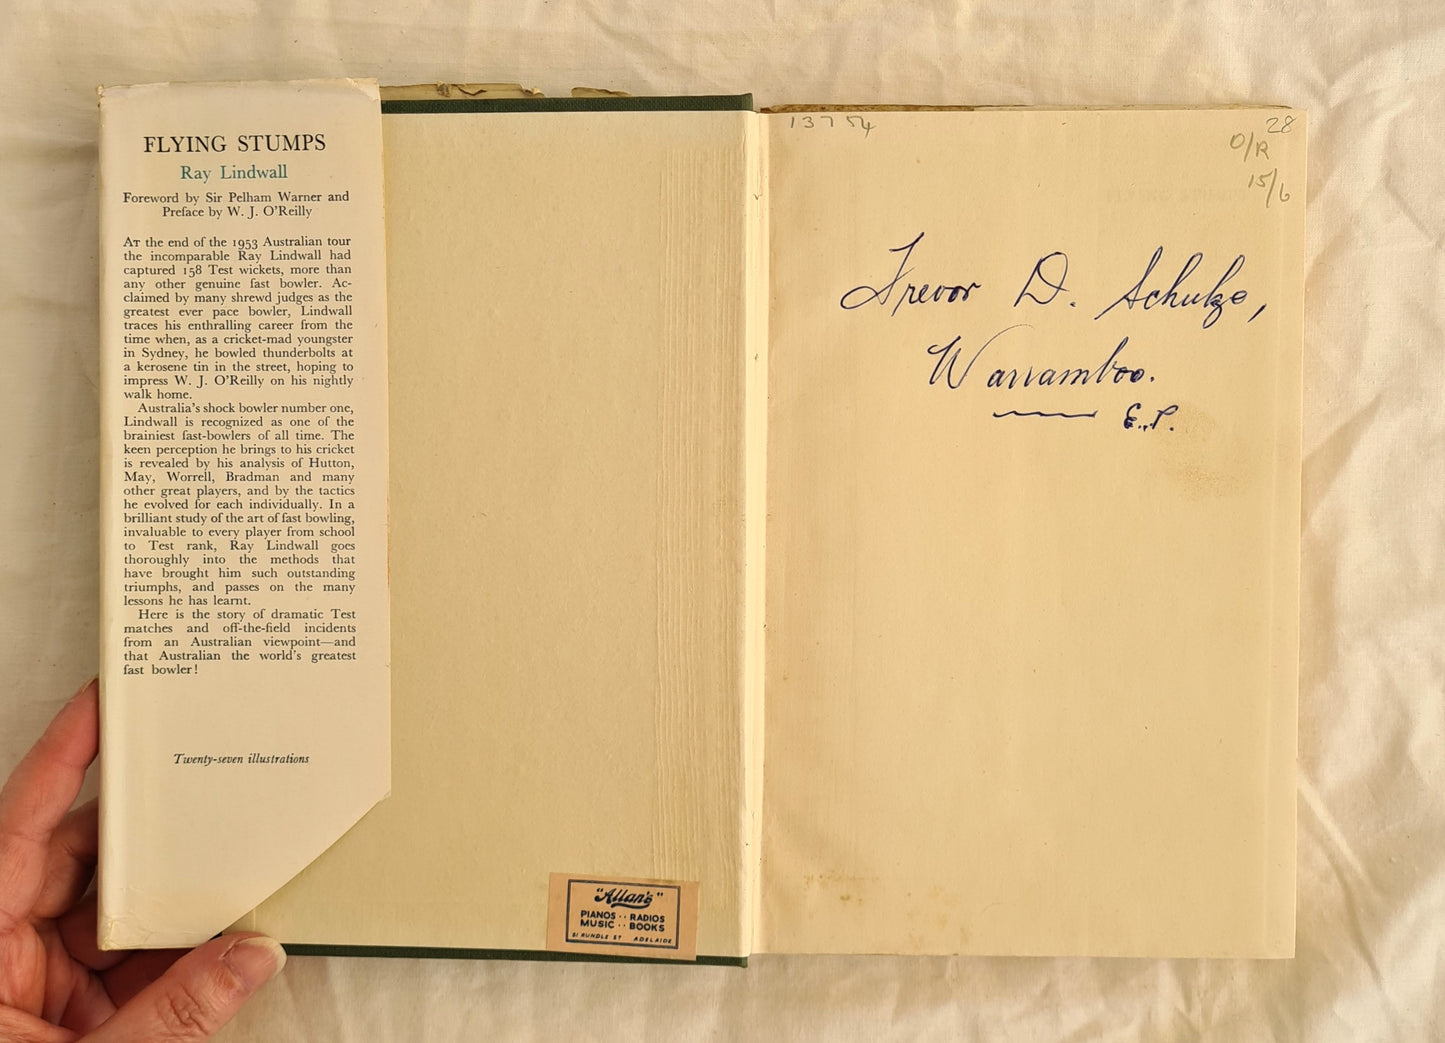 FLYING STUMPS
Ray Lindwall
Foreword by Sir Pelham Warner and
Preface by W. J. O'Reilly
At the end of the 1953 Australian tour
the incomparable Ray Lindwall had
captured 158 Test wickets, more than
any other genuine fast bowler. Ac-
claimed by many shrewd judges as the
greatest ever pace bowler, Lindwall
traces his enthralling career from the
time when, as a cricket-mad youngster
in Sydney, he bowled thunderbolts at
a kerosene tin in the street, hoping to
impress W. J. O'Reilly on his nightly
walk home.
Australia's shock bowler number one,
Lindwall is recognized as one of the
brainiest fast-bowlers of all time. The
keen perception he brings to his cricket
is revealed by his analysis of Hutton,
May, Worrell, Bradman and many
other great players, and by the tactics
he evolved for each individually. In a
brilliant study of the art of fast bowling,
invaluable to every player from school
to Test rank, Ray Lindwall goes
thoroughly into the methods that
have brought him such outstanding
triumphs, and passes on the many
lessons he has learnt.
Here is the story of dramatic Test
matches and off-the-field incidents
from an Australian viewpoint—and
that Australian the world's greatest
fast bowler!
Twenty-seven illustrations
"Allan's"
PIANOS·· RADIOS
MUSIC ·· BOOKS
51 RUNDLE ST ADELAIDE
13754
28
O/R
15/6
Trevor D. Schulze,
Warramboo.
E.P.